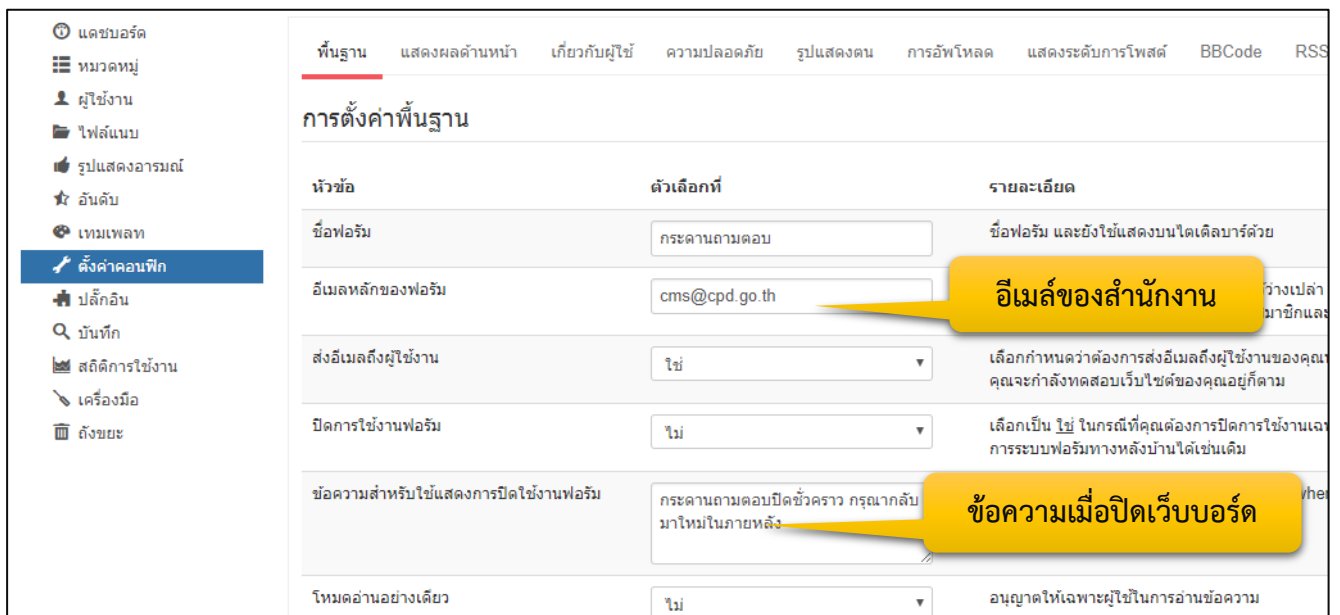 แดชบอร์ด
หมวดหมู่
ผู้ใช้งาน
ไฟล์แนบ
รูปแสดงอารมณ์
อันดับ
เทมเพลท
ตั้งค่าคอนฟิก
ปลั๊กอิน
บันทึก
สถิติการใช้งาน
เครื่องมือ
ถังขยะ
พื้นฐาน แสดงผลด้านหน้า เกี่ยวกับผู้ใช้ ความปลอดภัย รูปแสดงตน การอัพโหลด แสดงระดับการโพสต์ BBCode RSS
การตั้งค่าพื้นฐาน
หัวข้อ ตัวเลือกที่ รายละเอียด
ชื่อฟอรัม กระดานถามตอบ ชื่อฟอรัม และยังใช้แสดงบนไตเติลบาร์ด้วย
อีเมลหลักของฟอรัม cms@cpd.go.th อีเมล์ของสำนักงาน ว่างเปล่า
มาชิกและ
ส่งอีเมลถึงผู้ใช้งาน ใช่ เลือกกำหนดว่าต้องการส่งอีเมลถึงผู้ใช้งานของคุณ
คุณจะกำลังทดสอบเว็บไซต์ของคุณอยู่ก็ตาม
ปิดการใช้งานฟอรัม ไม่ เลือกเป็น ใช่ ในกรณีที่คุณต้องการปิดการใช้งานเฉพ
การระบบฟอรัมทางหลังบ้านได้เช่นเดิม
ข้อความสำหรับใช้แสดงการปิดใช้งานฟอรัม กระดานถามตอบปิดชั่วคราว กรุณากลับ
มาใหม่ในภายหลัง ข้อความเมื่อปิดเว็บบอร์ด
โหมดอ่านอย่างเดียว ไม่ อนุญาตให้เฉพาะผู้ใช้ในการอ่านข้อความ